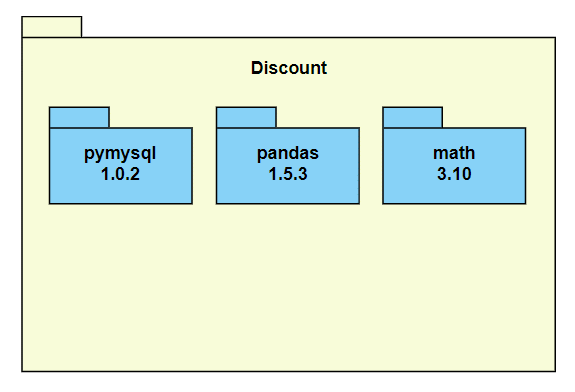 Discount
pymysql
1.0.2
pandas
1.5.3
math
3.10